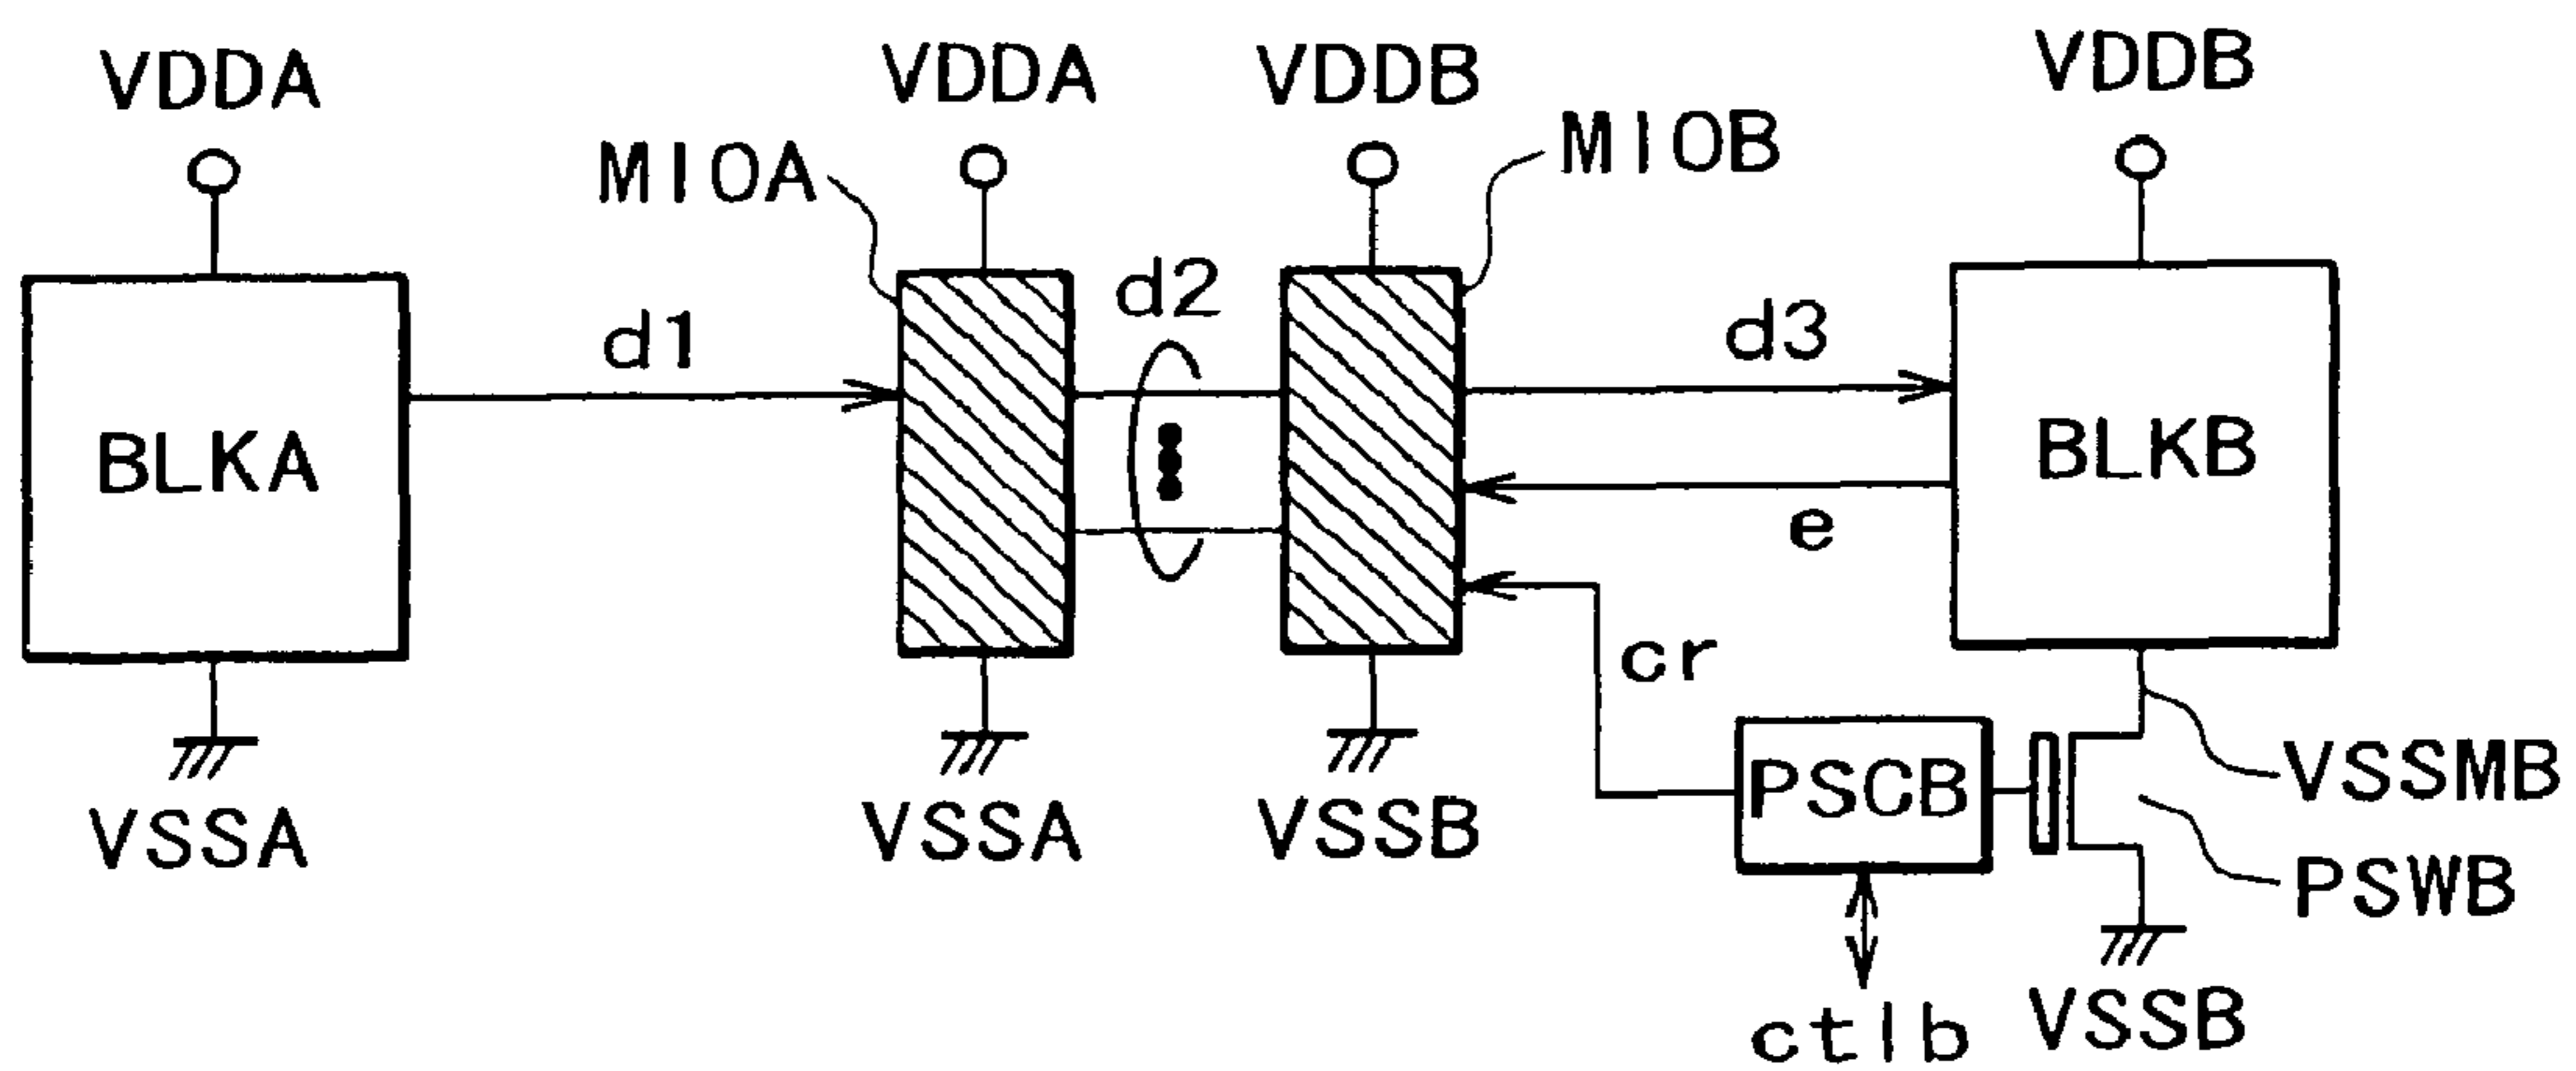 VDDA
VDDA
VDDB
VDDB
MIOA
MIOB
d1
d2
d3
BLKA
BLKB
e
cr
PSCB
VSSMB
PSWB
VSSA
VSSA
VSSB
ctlb
VSSB